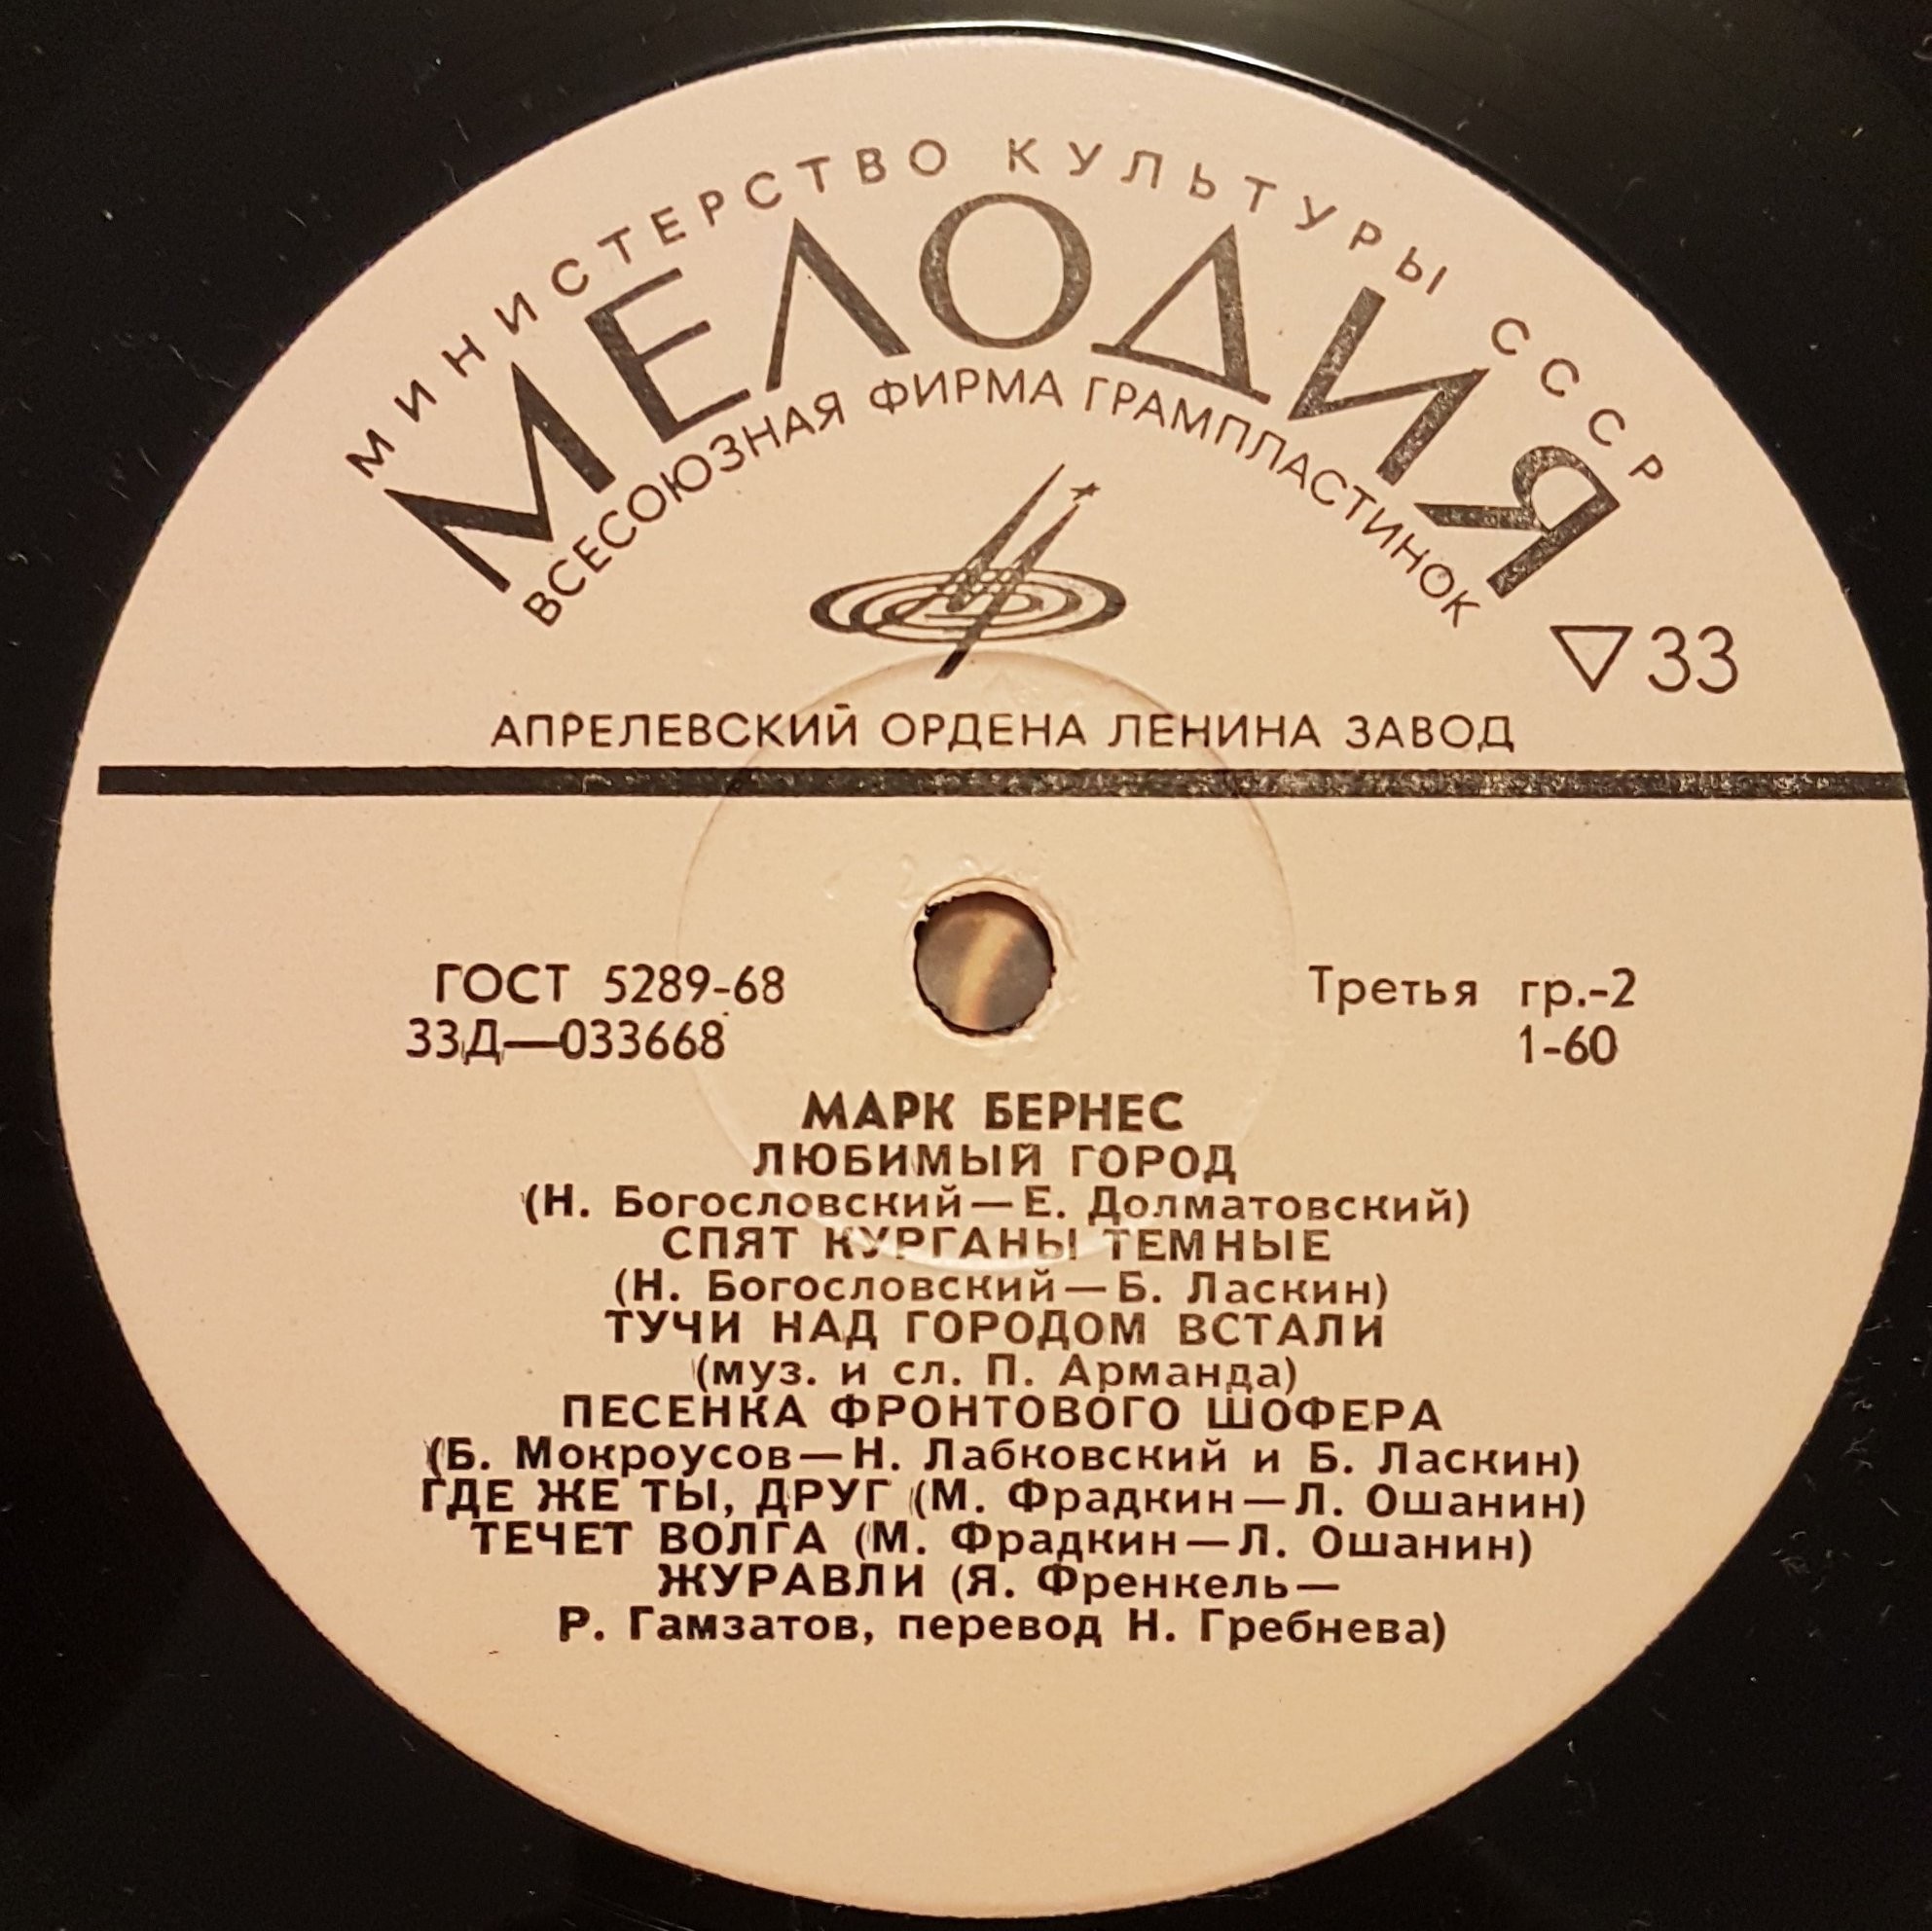 МИНИСТЕРСТВО КУЛЬТУРЫ СССР
МЕЛОДИЯ
ВСЕСОЮЗНАЯ ФИРМА ГРАМПЛАСТИНОК
33
АПРЕЛЕВСКИЙ ОРДЕНА ЛЕНИНА ЗАВОД
ГОСТ 5289-68
Третья гр.-2
33Д—033668
1-60
МАРК БЕРНЕС
ЛЮБИМЫЙ ГОРОД
(Н. Богословский—Е. Долматовский)
СПЯТ КУРГАНЫ ТЕМНЫЕ
(Н. Богословский—Б. Ласкин)
ТУЧИ НАД ГОРОДОМ ВСТАЛИ
(муз. и сл. П. Арманда)
ПЕСЕНКА ФРОНТОВОГО ШОФЕРА
(Б. Мокроусов—Н. Лабковский и Б. Ласкин)
ГДЕ ЖЕ ТЫ, ДРУГ (М. Фрадкин—Л. Ошанин)
ТЕЧЕТ ВОЛГА (М. Фрадкин—Л. Ошанин)
ЖУРАВЛИ (Я. Френкель—
Р. Гамзатов, перевод Н. Гребнева)